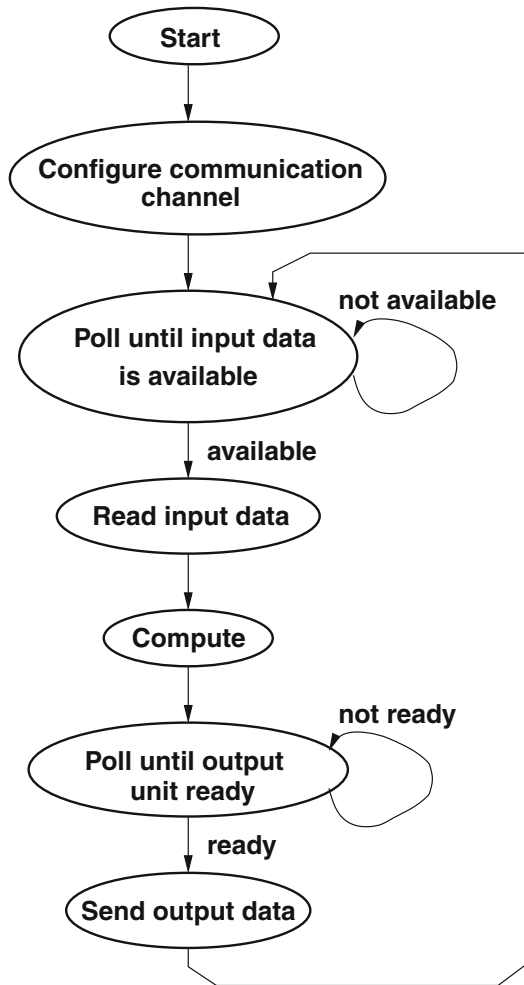 Start
Configure communication
channel
not available
Poll until input data
is available
available
Read input data
Compute
not ready
Poll until output
unit ready
ready
Send output data